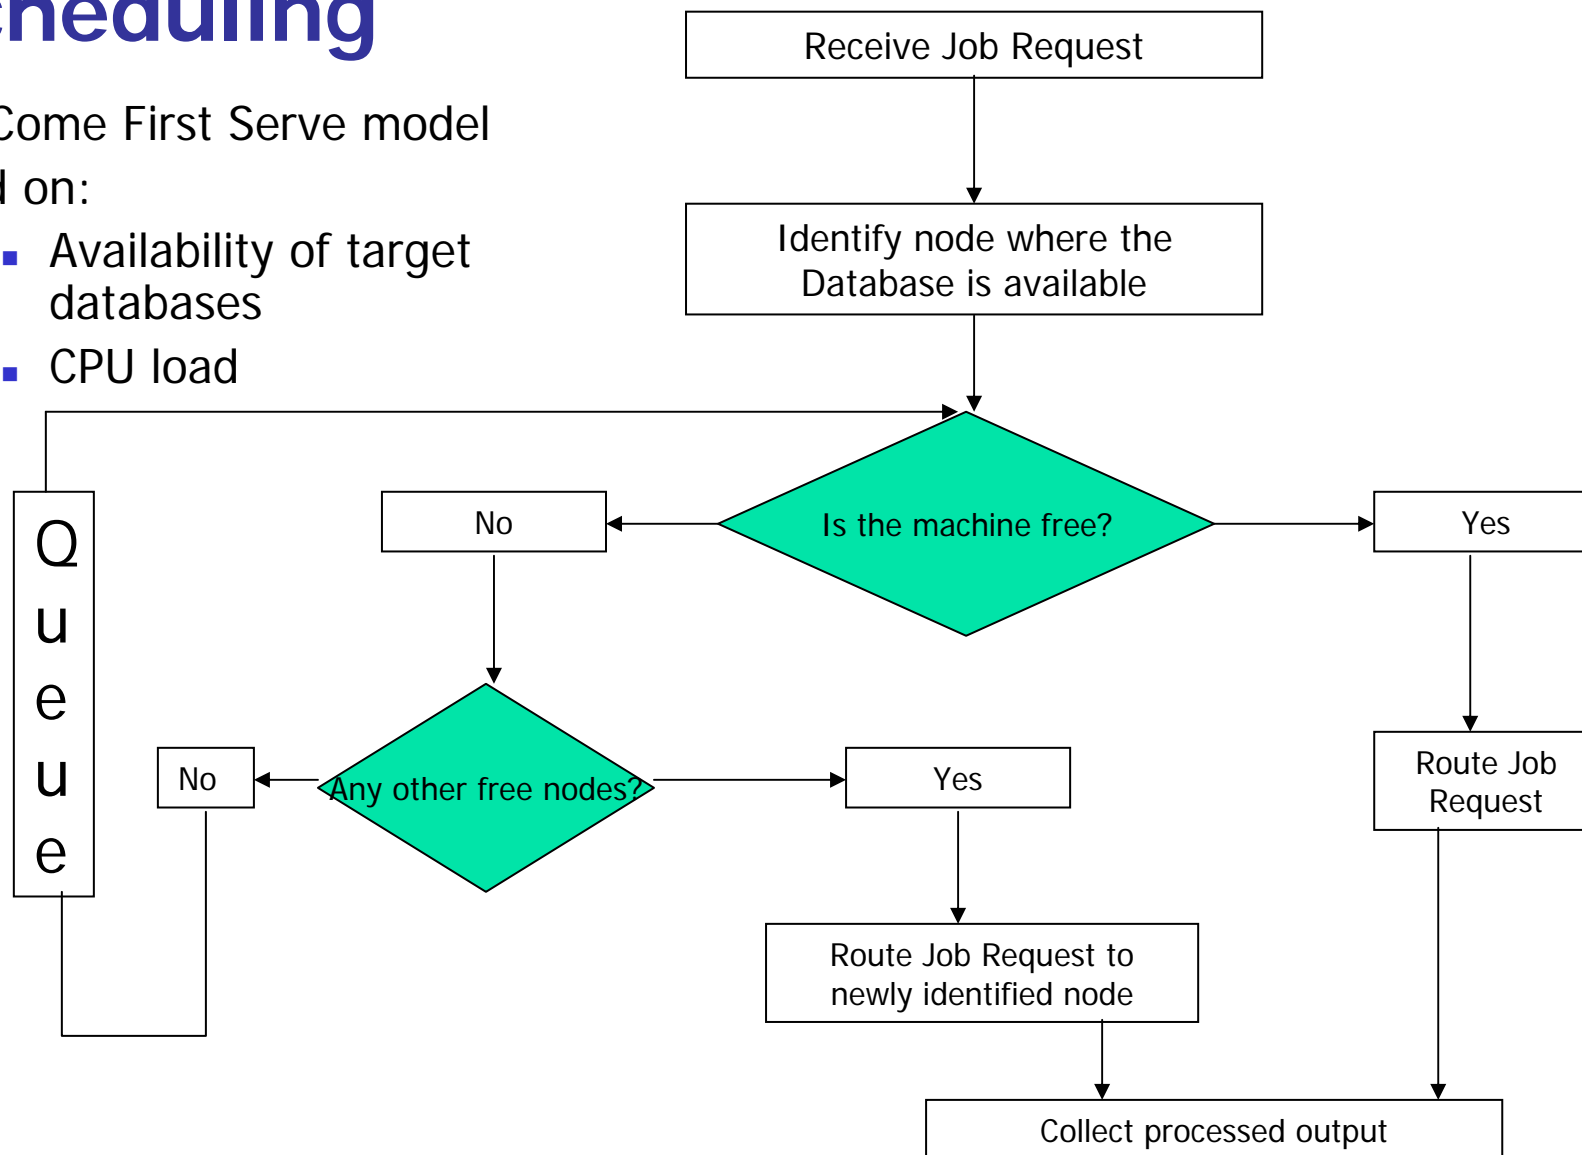 cheduling
Come First Serve model
d on:
Availability of target
databases
CPU load
Receive Job Request
Identify node where the
Database is available
Is the machine free?
No
Yes
Queue
Any other free nodes?
No
Yes
Route Job
Request
Route Job Request to
newly identified node
Collect processed output